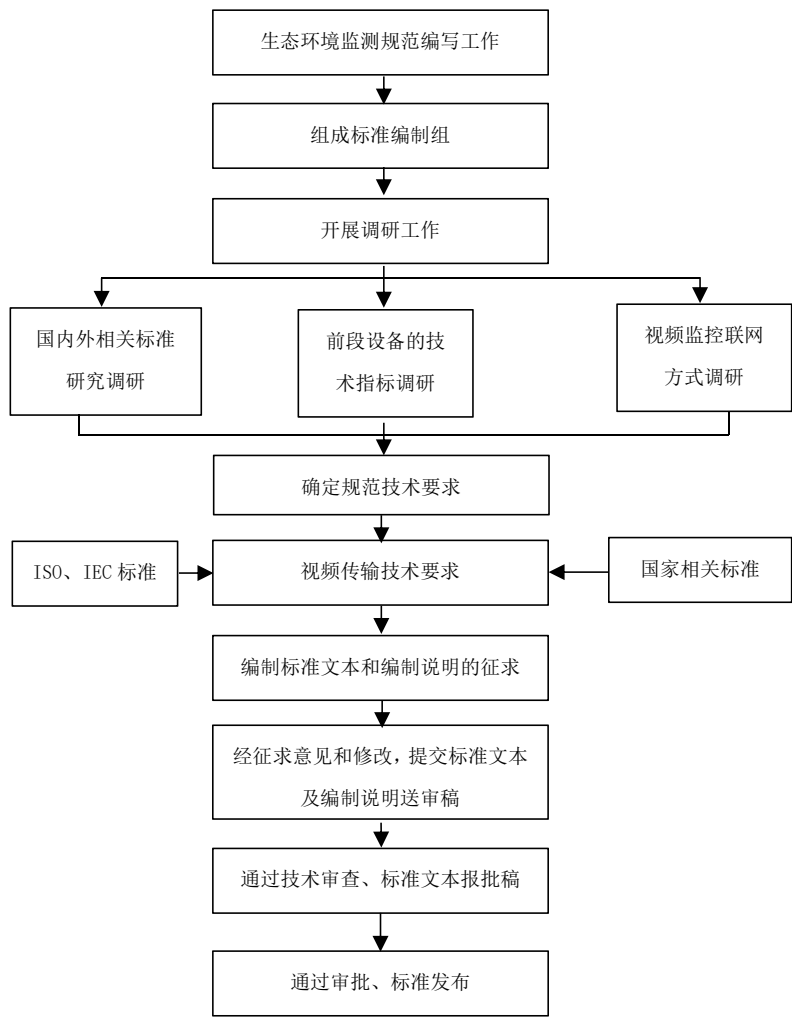 生态环境监测规范编写工作
组成标准编制组
开展调研工作
国内外相关标准
研究调研
前段设备的技
术指标调研
视频监控联网
方式调研
确定规范技术要求
ISO、IEC 标准
视频传输技术要求
国家相关标准
编制标准文本和编制说明的征求
经征求意见和修改，提交标准文本
及编制说明送审稿
通过技术审查、标准文本报批稿
通过审批、标准发布